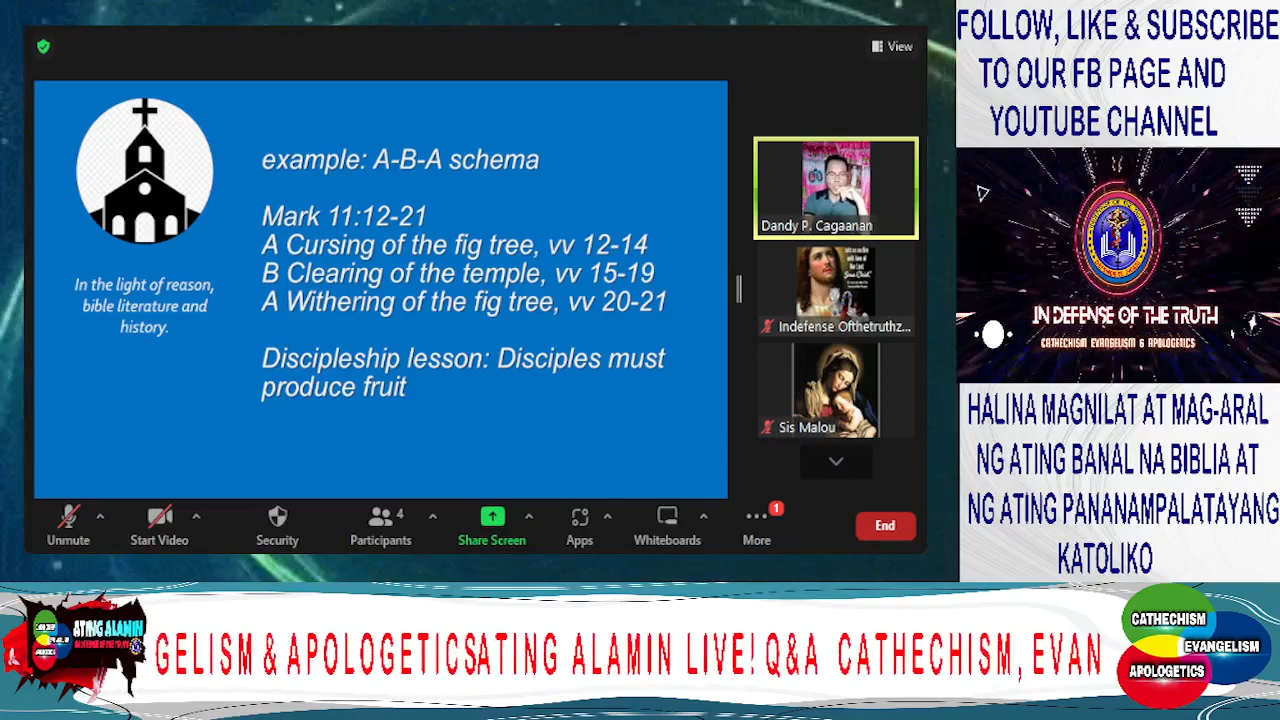 View
example: A-B-A schema
Mark 11:12-21
A Cursing of the fig tree, vv 12-14
B Clearing of the temple, vv 15-19
A Withering of the fig tree, vv 20-21
Discipleship lesson: Disciples must
produce fruit
In the light of reason,
bible literature and
history.
Dandy P. Cagaanan
Indefense Ofthetruthz...
Sis Malou
Unmute
Start Video
Security
4
Participants
Share Screen
Apps
Whiteboards
1
More
End
FOLLOW, LIKE & SUBSCRIBE
TO OUR FB PAGE AND
YOUTUBE CHANNEL
IN DEFENSE OF THE TRUTH
CATHECHISM EVANGELISM & APOLOGETICS
HALINA MAGNILAT AT MAG-ARAL
NG ATING BANAL NA BIBLIA AT
NG ATING PANANAMPALATAYANG
KATOLIKO
ATING ALAMIN
GELISM & APOLOGETICSATING ALAMIN LIVE! Q&A CATHECHISM, EVAN
CATHECHISM
EVANGELISM
APOLOGETICS